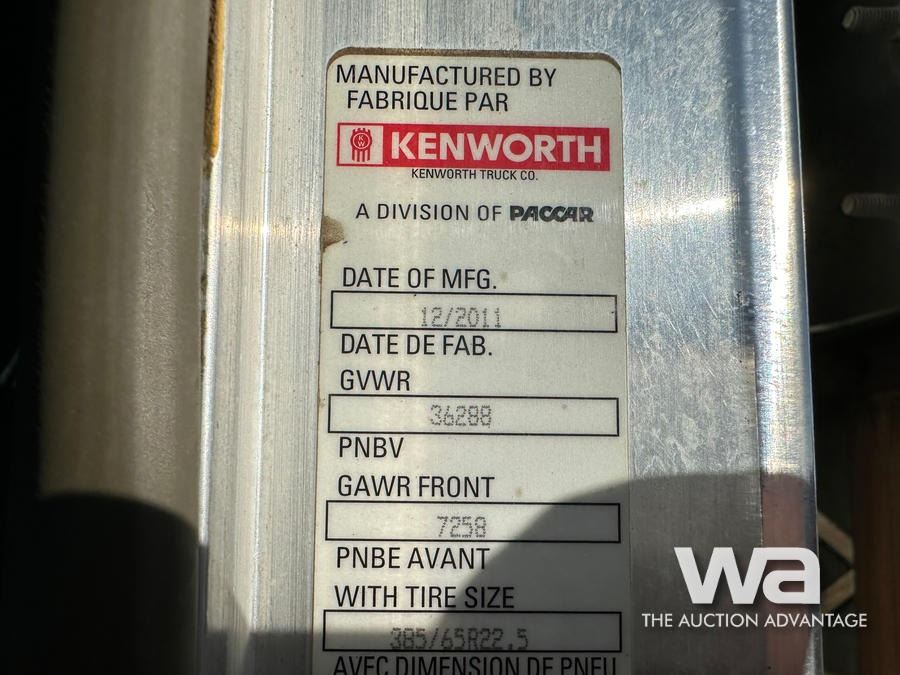 MANUFACTURED BY
FABRIQUE PAR
KW KENWORTH
KENWORTH TRUCK CO.
A DIVISION OF PACCAR
DATE OF MFG.
12/2011
DATE DE FAB.
GVWR
36288
PNBV
GAWR FRONT
7258
PNBE AVANT
WITH TIRE SIZE
385/65R22.5
AVEC DIMENSION DE PNEU
wa
THE AUCTION ADVANTAGE